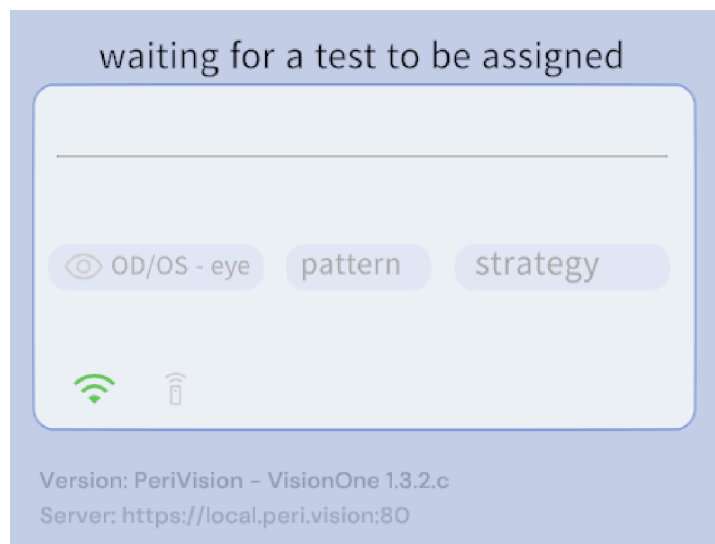 waiting for a test to be assigned
OD/OS - eye pattern strategy
Version: PeriVision – VisionOne 1.3.2.c
Server: https://local.peri.vision:80